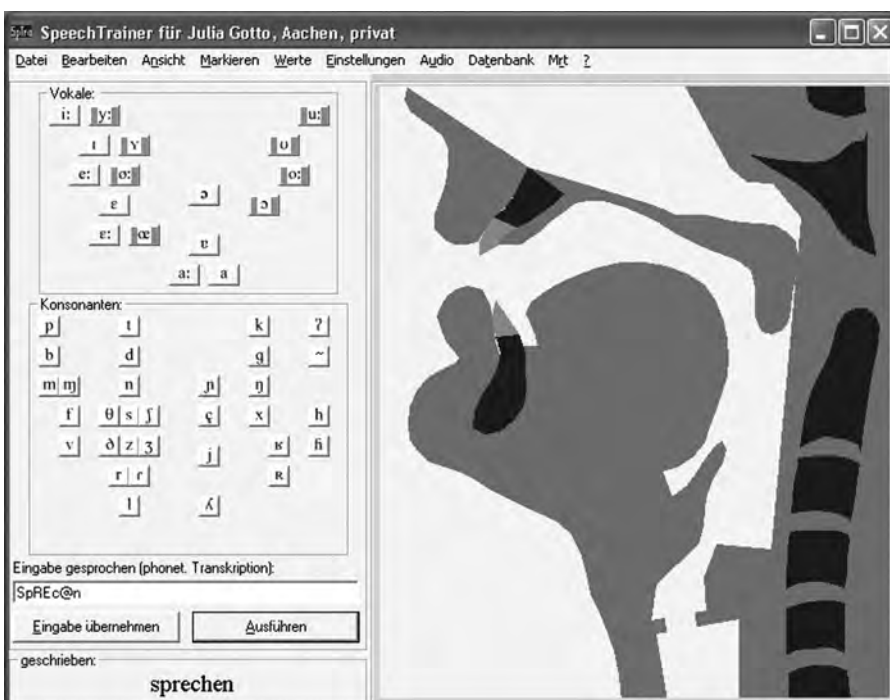 SpeechTrainer für Julia Gotto, Aachen, privat
Datei Bearbeiten Ansicht Markieren Werte Einstellungen Audio Datenbank Mrt ?
Vokale:
i: y: u:
ɪ ʏ ʊ
e: ø: o:
ə
ɛ ɔ
ɛ: œ
ɐ
a: a
Konsonanten:
p t k ʔ
b d g ~
m ɱ n ɲ ŋ
f θ s ʃ ç x h
v ð z ʒ j ʁ ɦ
r ɾ ʀ
l ʎ
Eingabe gesprochen (phonet. Transkription):
SpREc@n
Eingabe übernehmen Ausführen
geschrieben:
sprechen